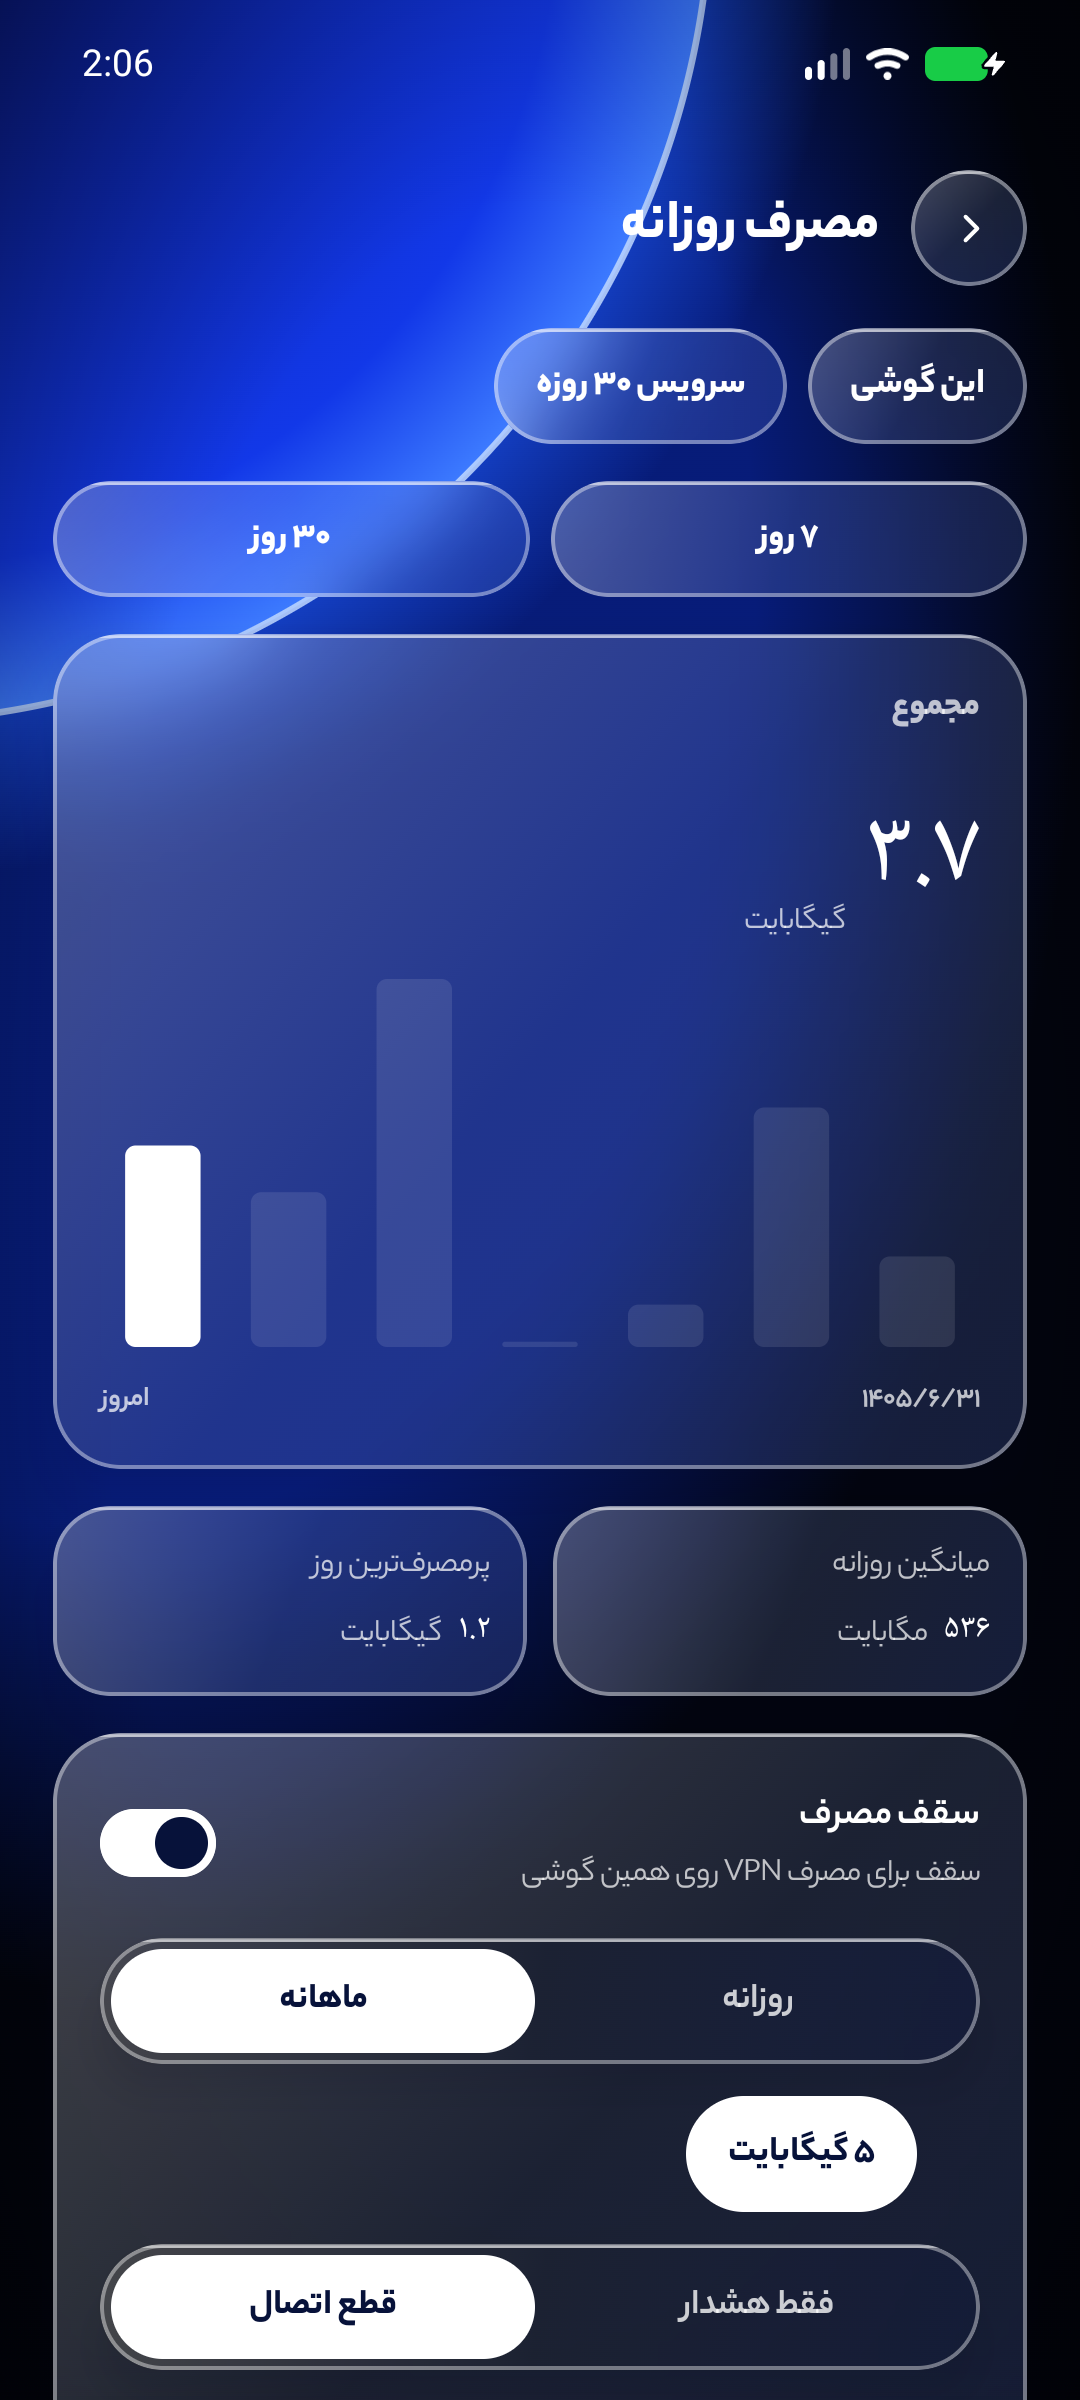 2:06
مصرف روزانه
این گوشی
سرویس ۳۰ روزه
۷ روز
۳۰ روز
مجموع
۳.۷
گیگابایت
۱۴۰۵/۶/۳۱
امروز
میانگین روزانه
۵۳۶ مگابایت
پرمصرف‌ترین روز
۱.۲ گیگابایت
سقف مصرف
سقف برای مصرف VPN روی همین گوشی
روزانه
ماهانه
۵ گیگابایت
فقط هشدار
قطع اتصال